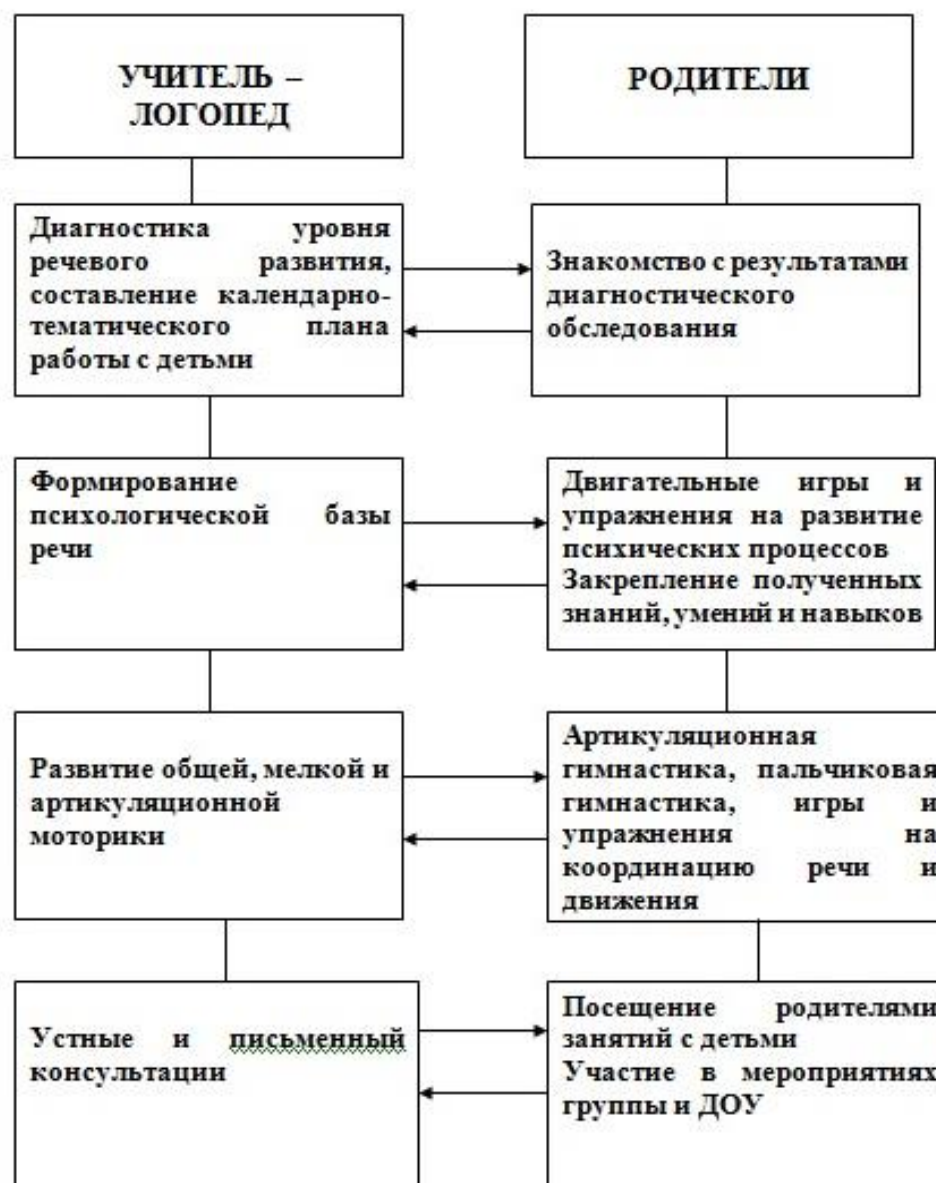 УЧИТЕЛЬ –
ЛОГОПЕД
РОДИТЕЛИ
Диагностика уровня
речевого развития,
составление календарно-
тематического плана
работы с детьми
Знакомство с результатами
диагностического
обследования
Формирование
психологической базы
речи
Двигательные игры и
упражнения на развитие
психических процессов
Закрепление полученных
знаний, умений и навыков
Развитие общей, мелкой и
артикуляционной
моторики
Артикуляционная
гимнастика, пальчиковая
гимнастика, игры и
упражнения на
координацию речи и
движения
Устные и письменный
консультации
Посещение родителями
занятий с детьми
Участие в мероприятиях
группы и ДОУ